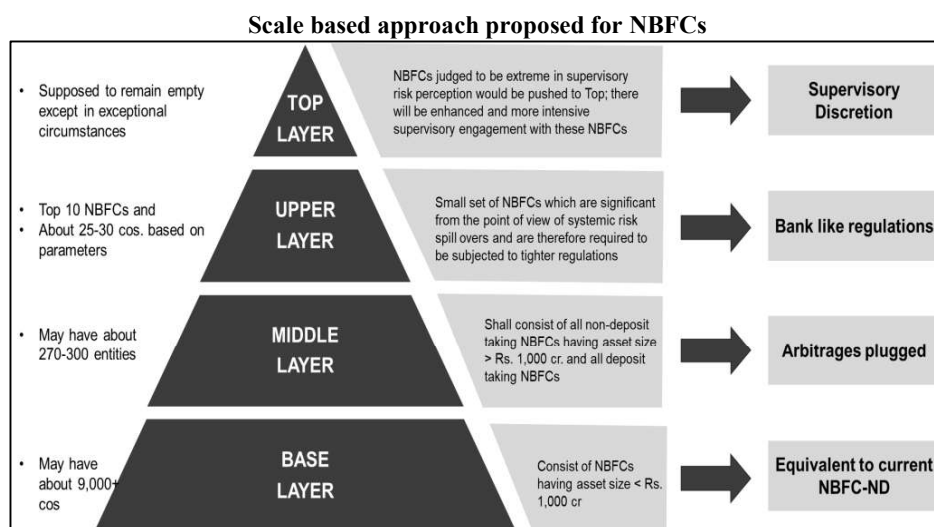 Scale based approach proposed for NBFCs
• Supposed to remain empty
except in exceptional
circumstances
TOP
LAYER
NBFCs judged to be extreme in supervisory
risk perception would be pushed to Top; there
will be enhanced and more intensive
supervisory engagement with these NBFCs
Supervisory
Discretion
• Top 10 NBFCs and
• About 25-30 cos. based on
parameters
UPPER
LAYER
Small set of NBFCs which are significant
from the point of view of systemic risk
spill overs and are therefore required to
be subjected to tighter regulations
Bank like regulations
• May have about
270-300 entities
MIDDLE
LAYER
Shall consist of all non-deposit
taking NBFCs having asset size
> Rs. 1,000 cr. and all deposit
taking NBFCs
Arbitrages plugged
• May have
about 9,000+
cos
BASE
LAYER
Consist of NBFCs
having asset size < Rs.
1,000 cr
Equivalent to current
NBFC-ND